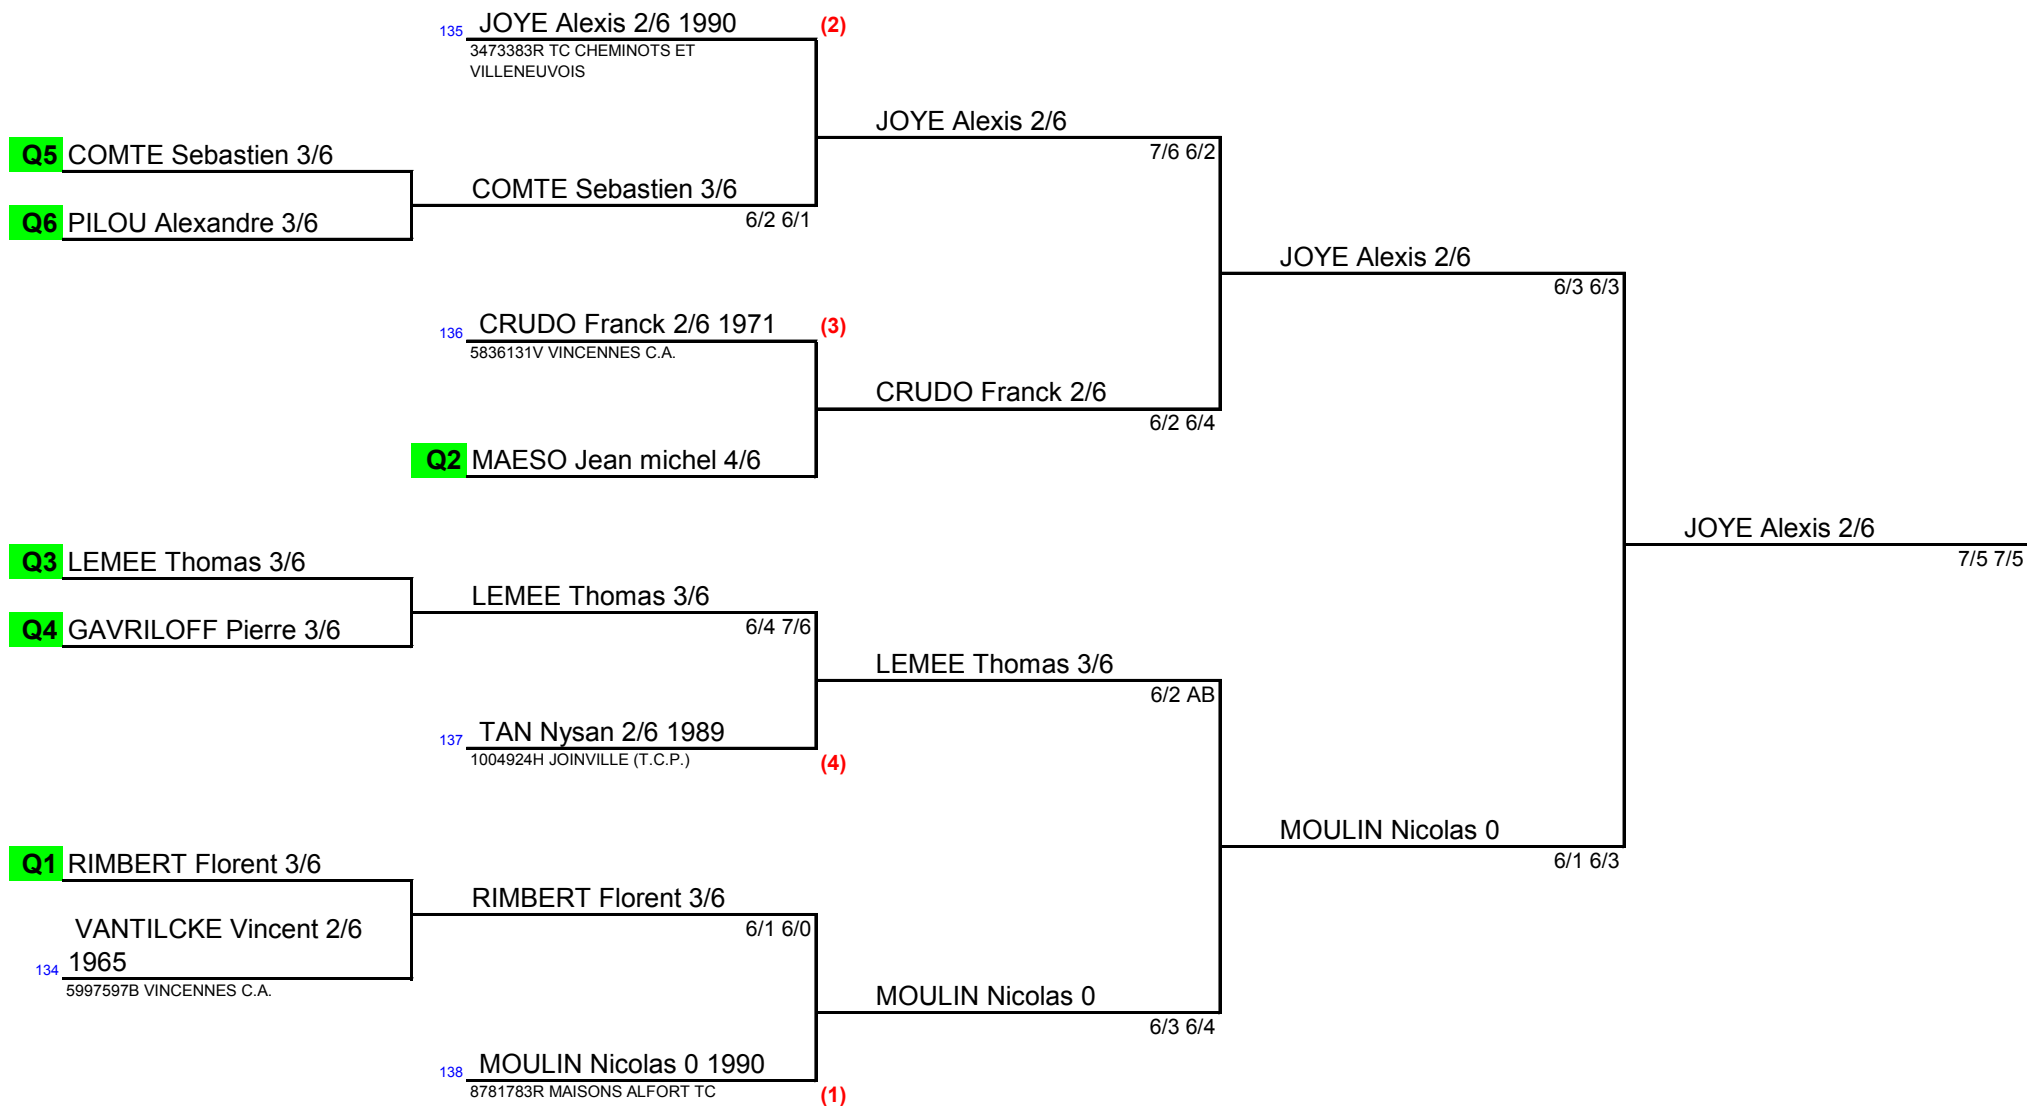 135 JOYE Alexis 2/6 1990 (2)
3473383R TC CHEMINOTS ET
VILLENEUVOIS
JOYE Alexis 2/6
7/6 6/2
Q5 COMTE Sebastien 3/6
COMTE Sebastien 3/6
6/2 6/1
Q6 PILOU Alexandre 3/6
JOYE Alexis 2/6
6/3 6/3
136 CRUDO Franck 2/6 1971 (3)
5836131V VINCENNES C.A.
CRUDO Franck 2/6
6/2 6/4
Q2 MAESO Jean michel 4/6
JOYE Alexis 2/6
7/5 7/5
Q3 LEMEE Thomas 3/6
LEMEE Thomas 3/6
6/4 7/6
Q4 GAVRILOFF Pierre 3/6
LEMEE Thomas 3/6
6/2 AB
137 TAN Nysan 2/6 1989
1004924H JOINVILLE (T.C.P.) (4)
MOULIN Nicolas 0
6/1 6/3
Q1 RIMBERT Florent 3/6
RIMBERT Florent 3/6
6/1 6/0
VANTILCKE Vincent 2/6
134 1965
5997597B VINCENNES C.A.
MOULIN Nicolas 0
6/3 6/4
138 MOULIN Nicolas 0 1990
8781783R MAISONS ALFORT TC (1)